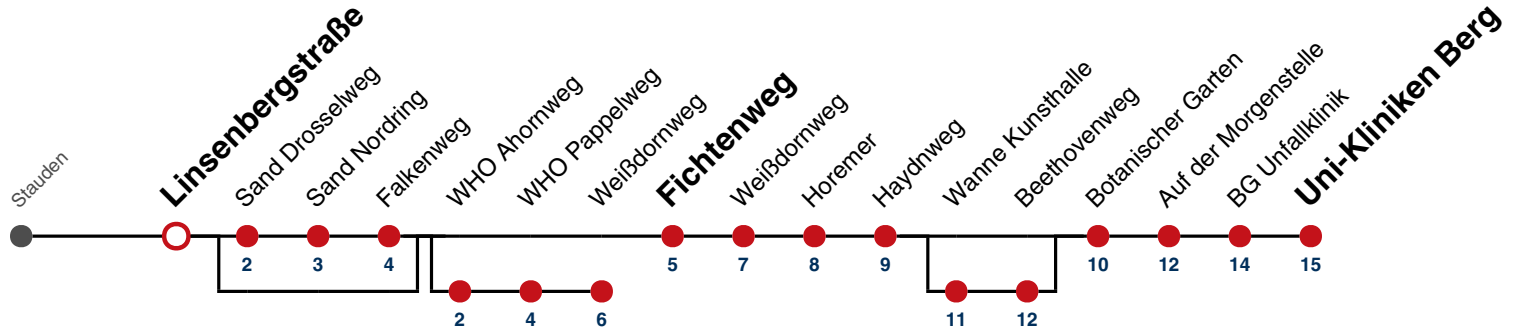 Stauden
Linsenbergstraße
Sand Drosselweg
Sand Nordring
Falkenweg
WHO Ahornweg
WHO Pappelweg
Weißdornweg
Fichtenweg
Weißdornweg
Horemer
Haydnweg
Wanne Kunsthalle
Beethovenweg
Botanischer Garten
Auf der Morgenstelle
BG Unfallklinik
Uni-Kliniken Berg
2 3 4 5 7 8 9 10 12 14 15
2 4 6 11 12